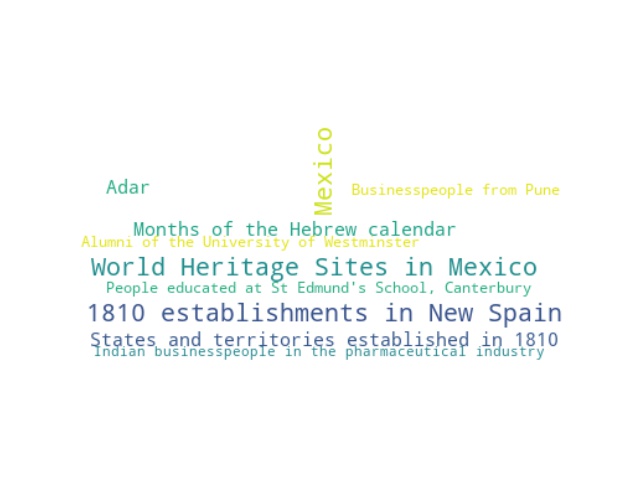 Mexico
Adar
Businesspeople from Pune
Months of the Hebrew calendar
Alumni of the University of Westminster
World Heritage Sites in Mexico
People educated at St Edmund's School, Canterbury
1810 establishments in New Spain
States and territories established in 1810
Indian businesspeople in the pharmaceutical industry